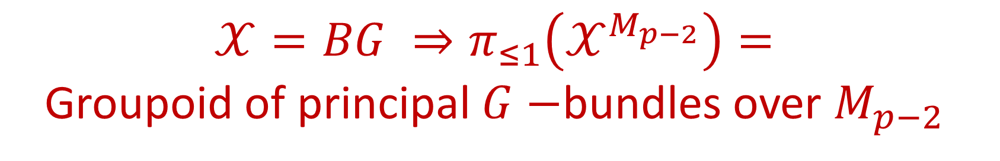 𝒳 = BG ⇒ π≤1(𝒳^{M_{p−2}}) =
Groupoid of principal G −bundles over M_{p−2}